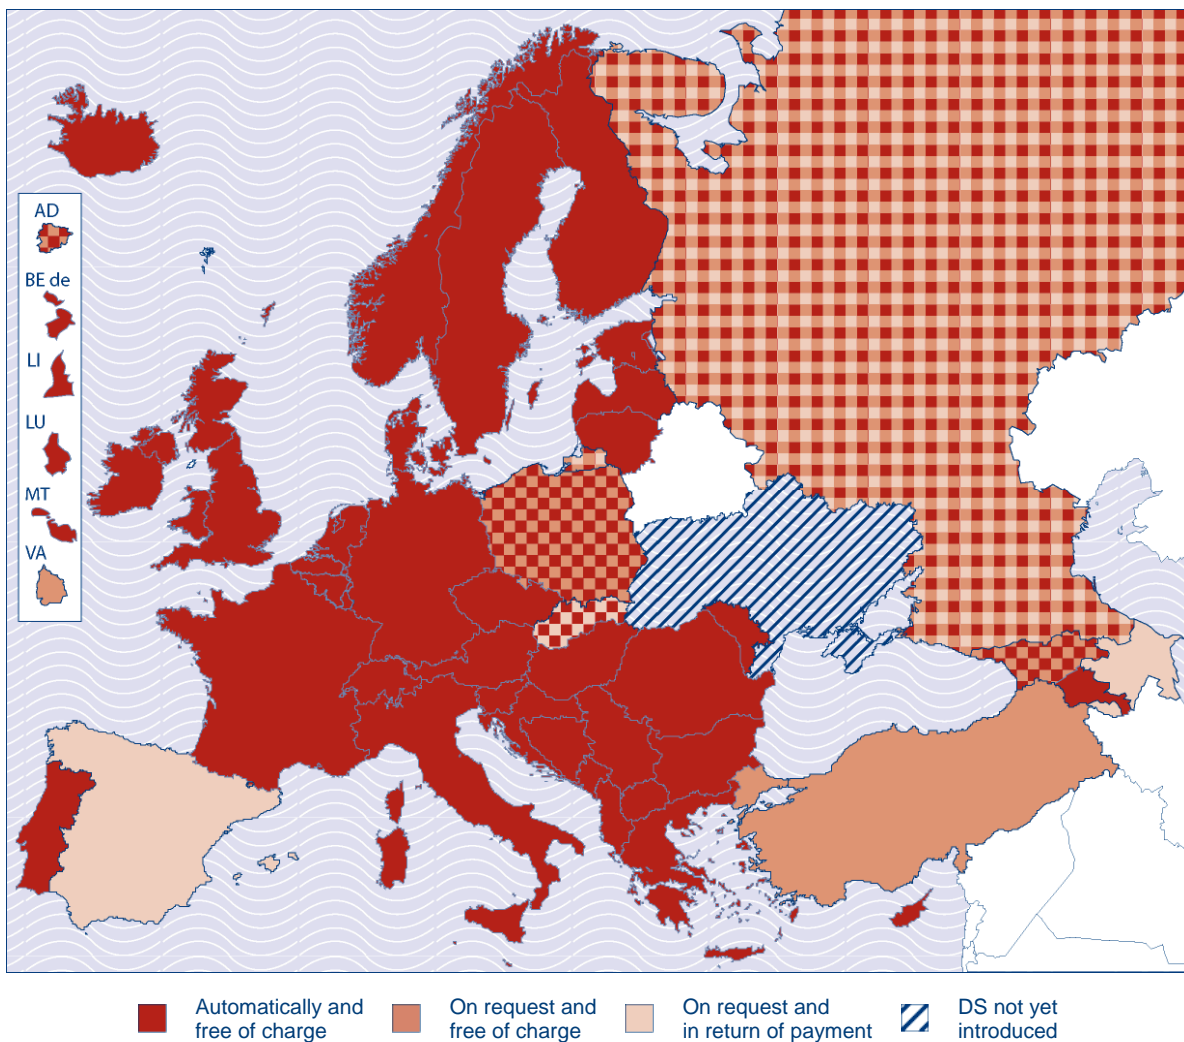 AD
BE de
LI
LU
MT
VA
Automatically and
free of charge
On request and
free of charge
On request and
in return of payment
DS not yet
introduced